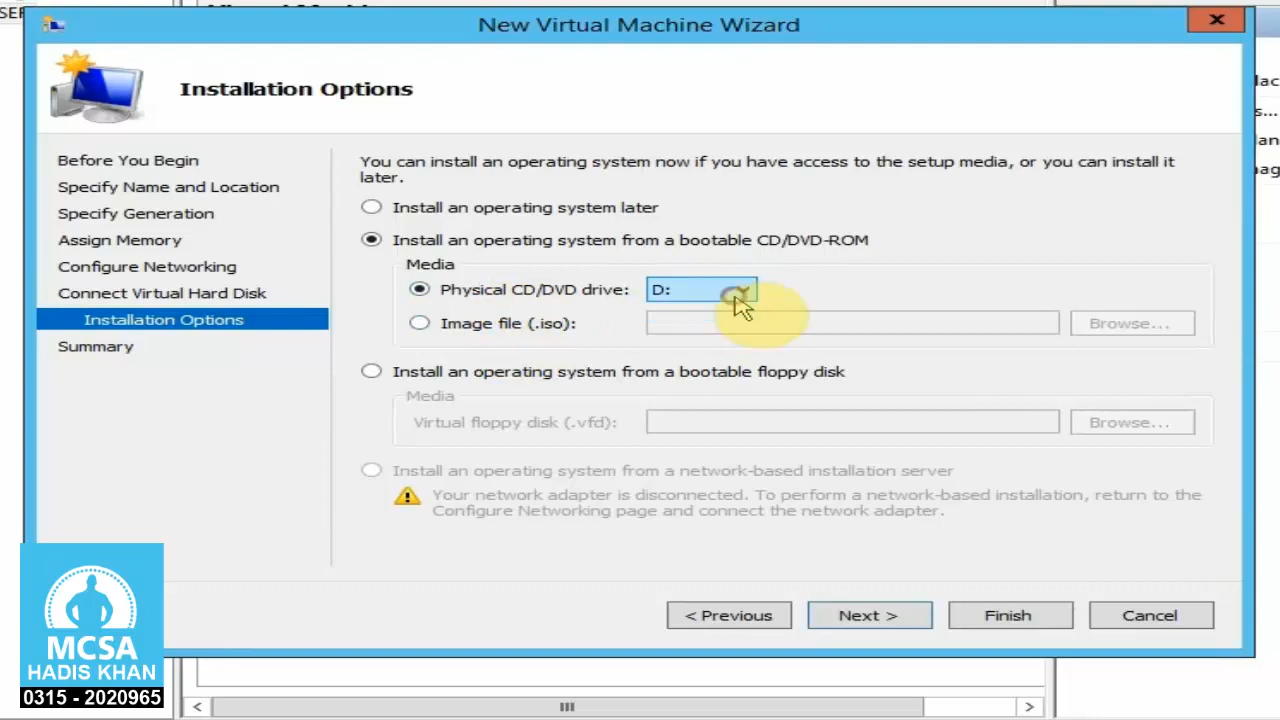 New Virtual Machine Wizard
Installation Options
Before You Begin
Specify Name and Location
Specify Generation
Assign Memory
Configure Networking
Connect Virtual Hard Disk
Installation Options
Summary
You can install an operating system now if you have access to the setup media, or you can install it
later.
Install an operating system later
Install an operating system from a bootable CD/DVD-ROM
Media
Physical CD/DVD drive: D:
Image file (.iso): Browse...
Install an operating system from a bootable floppy disk
Media
Virtual floppy disk (.vfd): Browse...
Install an operating system from a network-based installation server
Your network adapter is disconnected. To perform a network-based installation, return to the
Configure Networking page and connect the network adapter.
< Previous Next > Finish Cancel
MCSA
HADIS KHAN
0315 - 2020965